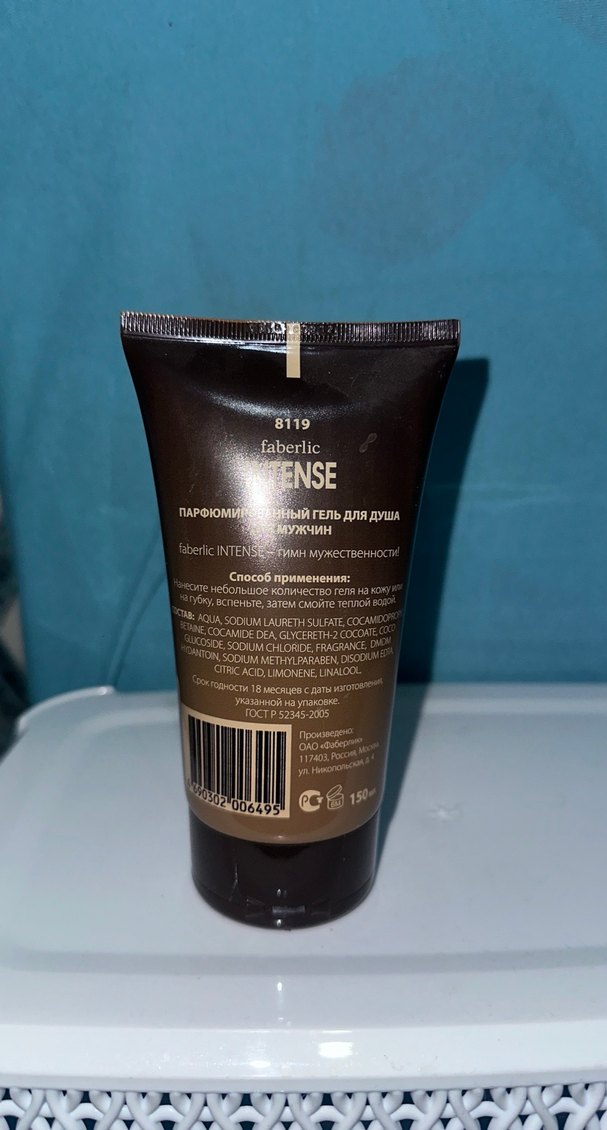 8119
faberlic
INTENSE
ПАРФЮМИРОВАННЫЙ ГЕЛЬ ДЛЯ ДУША
МУЖЧИН
faberlic INTENSE – гимн мужественности!
Способ применения:
Нанесите небольшое количество геля на кожу или
на губку, вспеньте, затем смойте теплой водой.
СОСТАВ: AQUA, SODIUM LAURETH SULFATE, COCAMIDOPROPYL
BETAINE, COCAMIDE DEA, GLYCERETH-2 COCOATE, COCO
GLUCOSIDE, SODIUM CHLORIDE, FRAGRANCE, DMDM
HYDANTOIN, SODIUM METHYLPARABEN, DISODIUM EDTA,
CITRIC ACID, LIMONENE, LINALOOL.
Срок годности 18 месяцев с даты изготовления,
указанной на упаковке.
ГОСТ Р 52345-2005
Произведено:
ОАО «Фаберлик»
117403, Россия, Москва,
ул. Никопольская, д. 4
4690302 006495
РСТ 150 мл